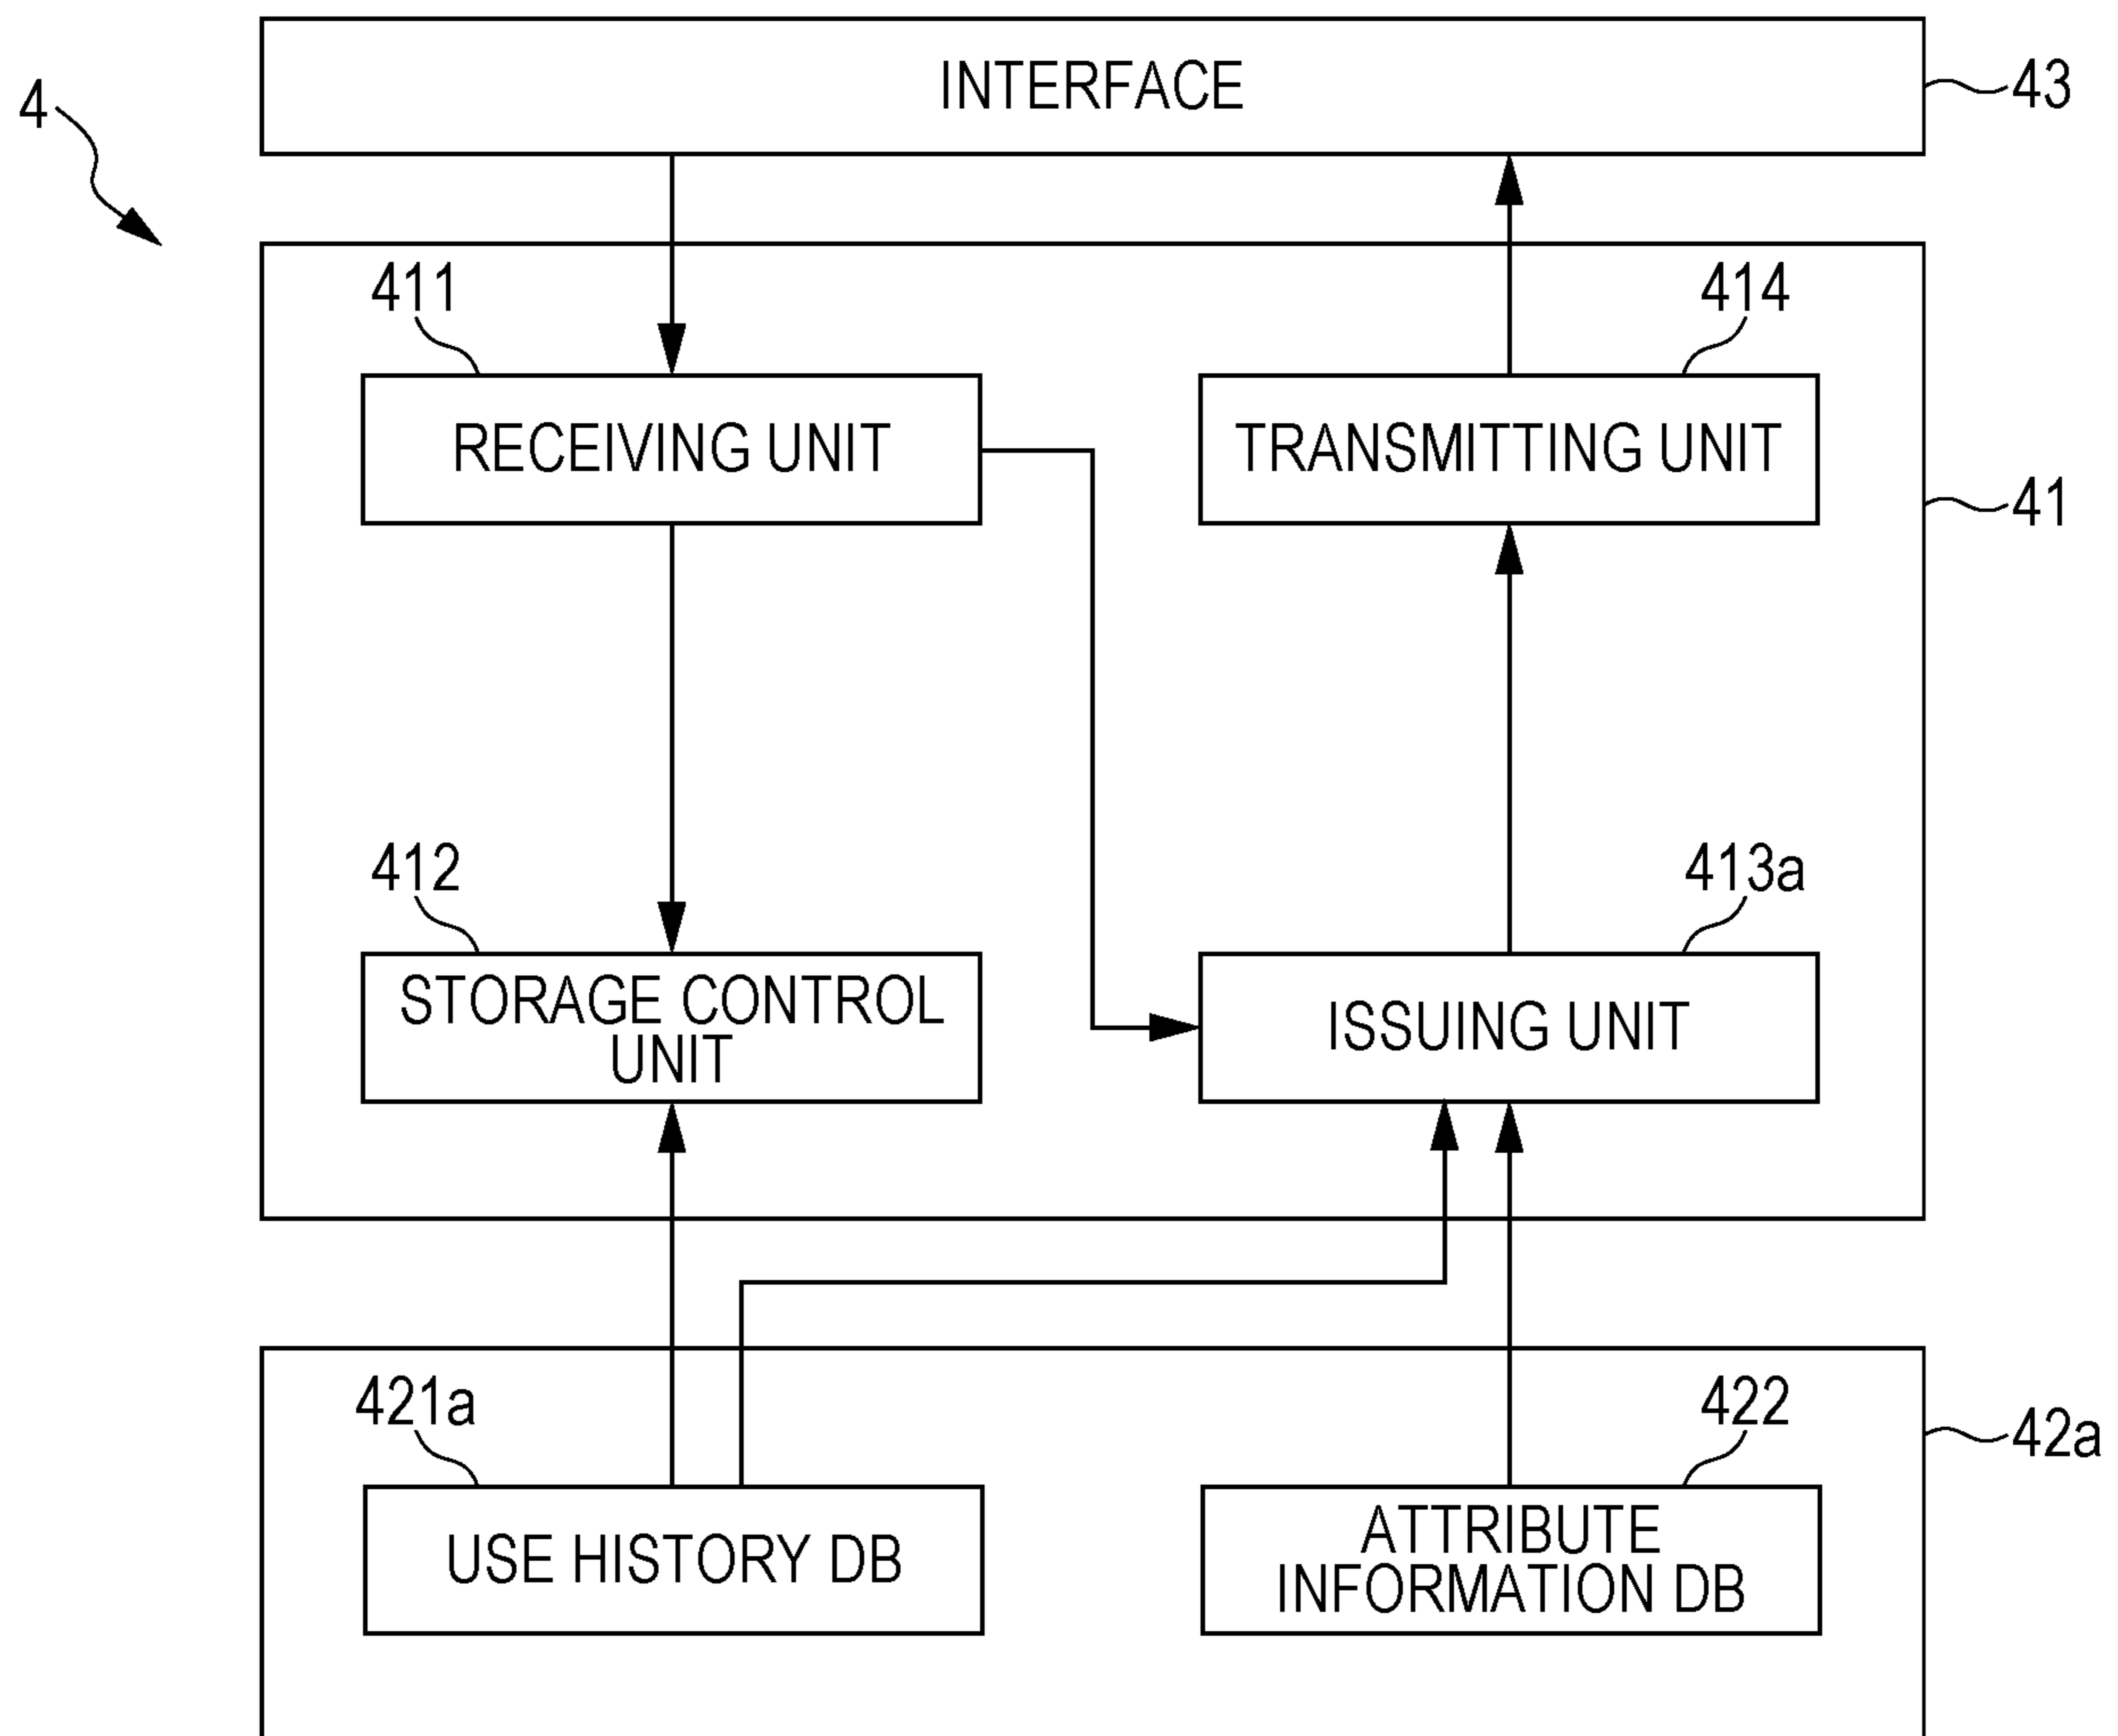 INTERFACE
43
4
411
414
RECEIVING UNIT
TRANSMITTING UNIT
41
412
413a
STORAGE CONTROL
UNIT
ISSUING UNIT
421a
422
42a
USE HISTORY DB
ATTRIBUTE
INFORMATION DB